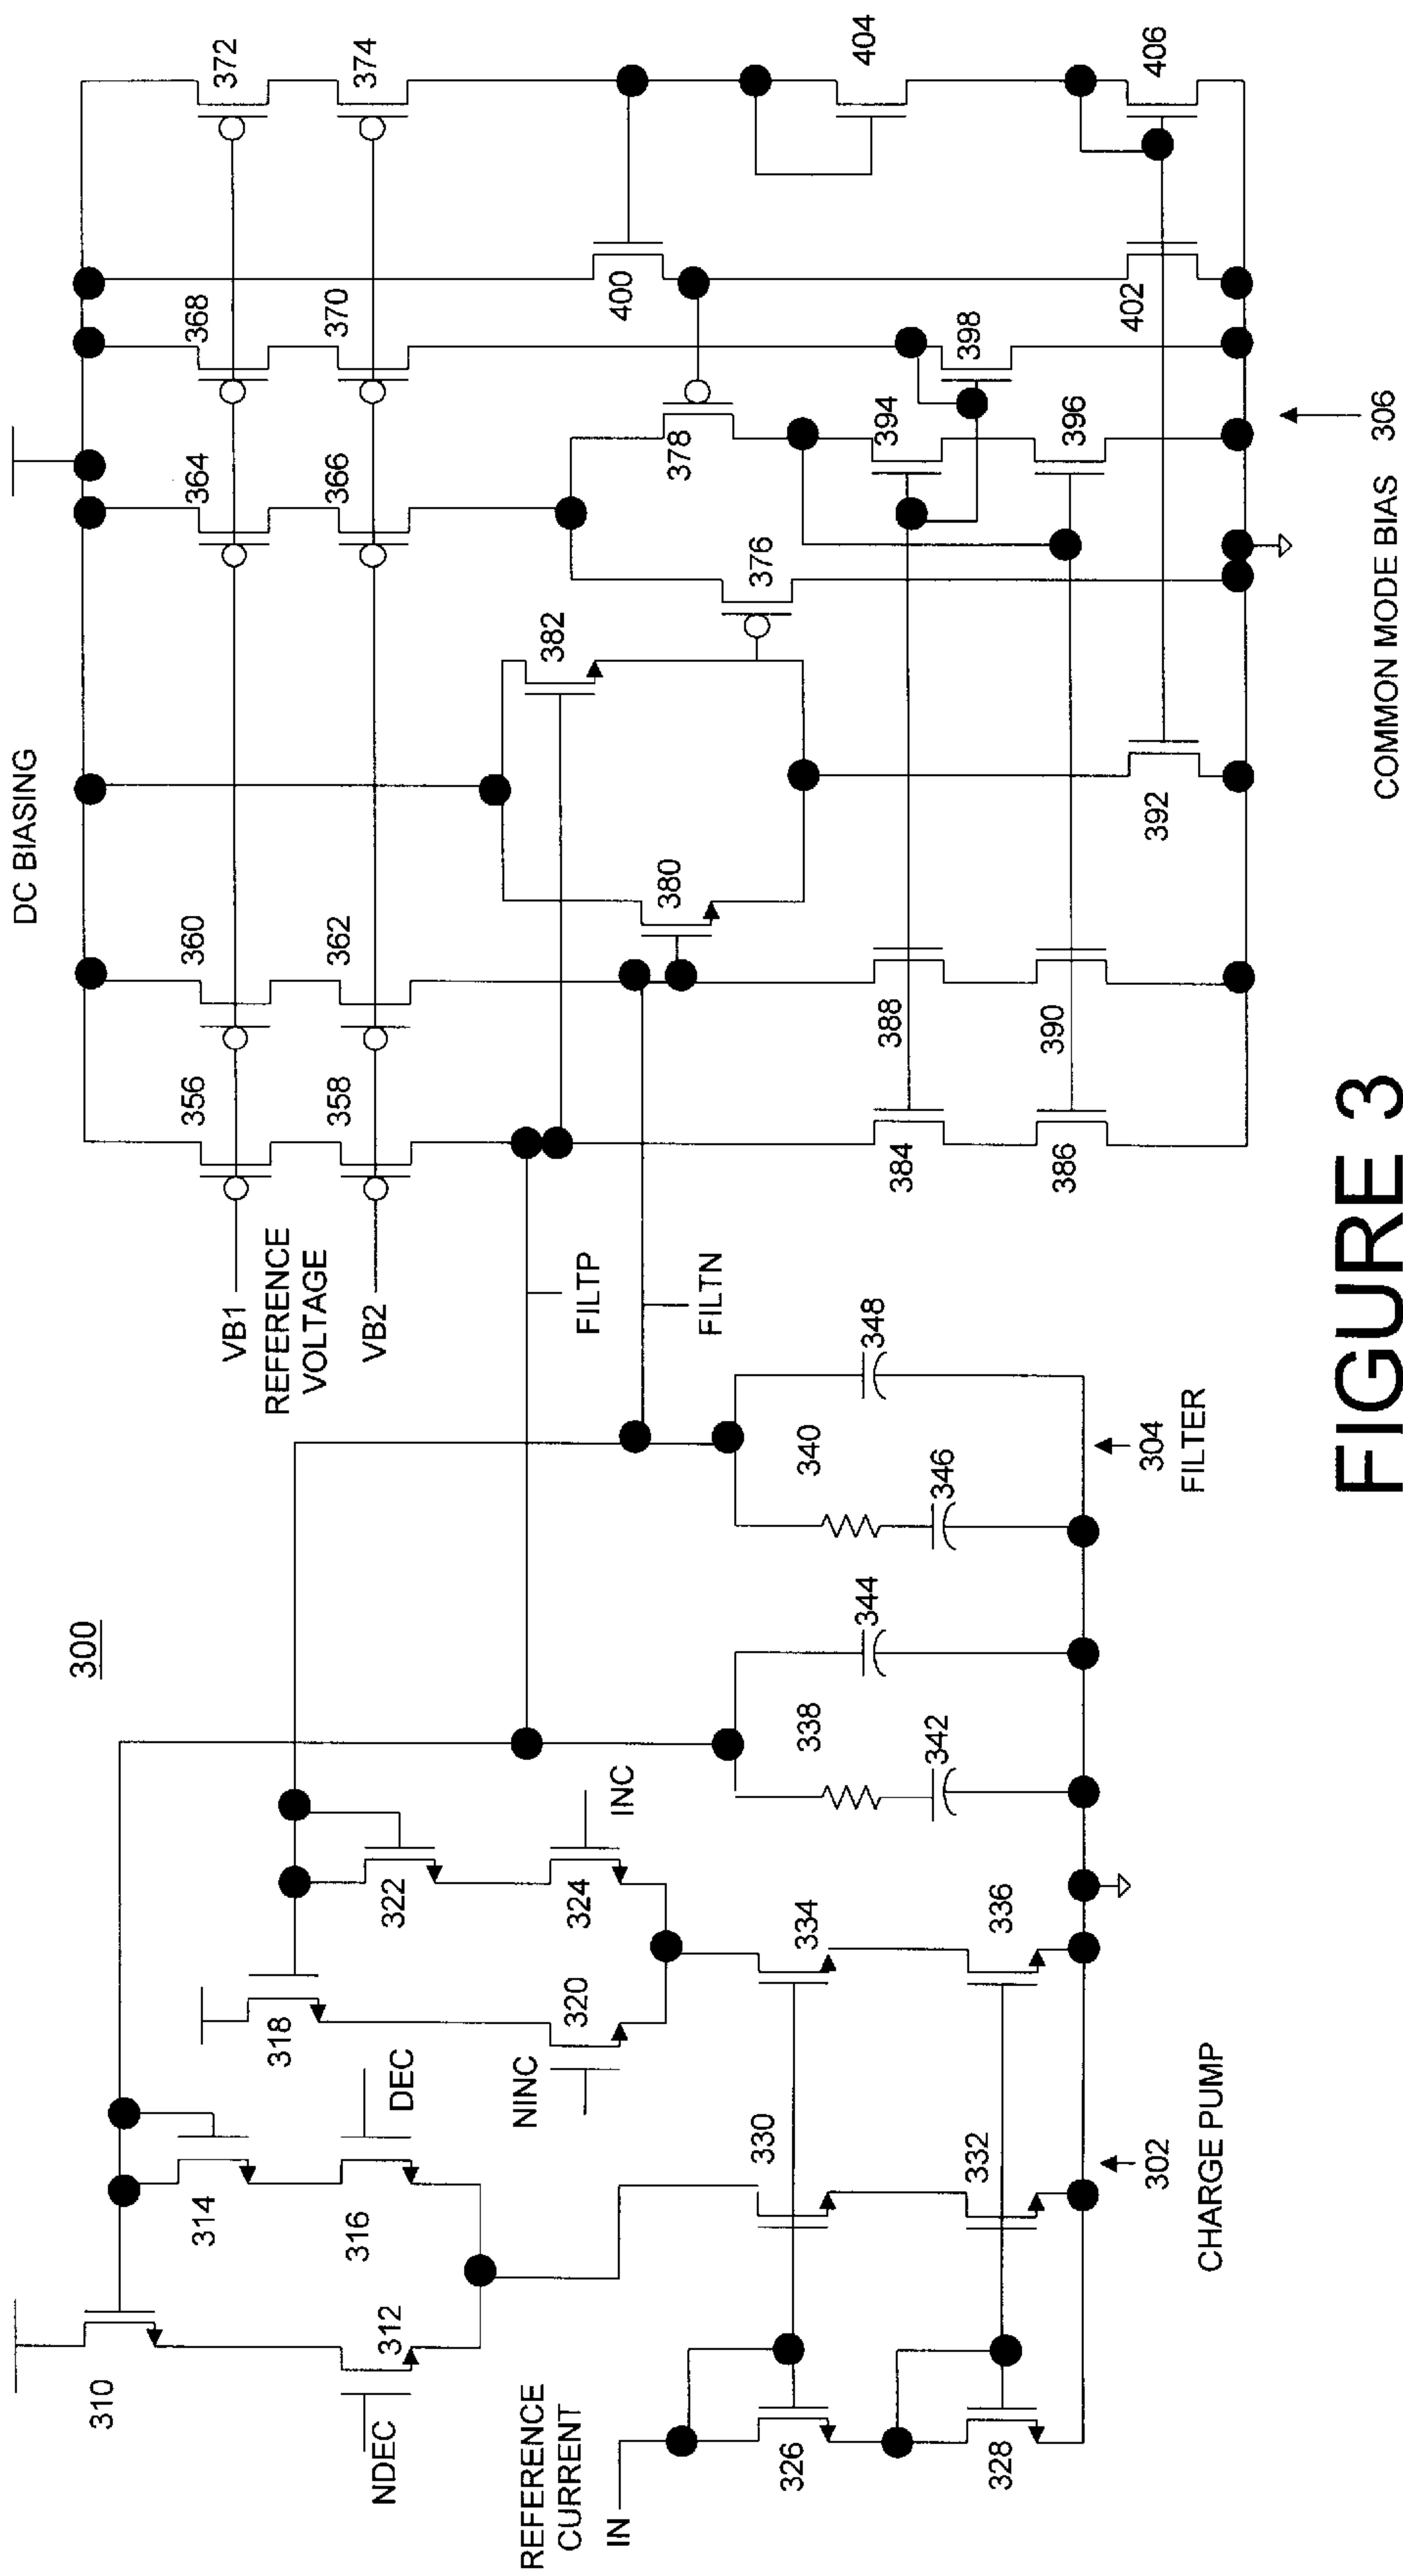 300
310
NDEC
312
314
316
DEC
318
NINC
320
322
324
INC
REFERENCE
CURRENT
IN
326
328
330
332
334
336
302
CHARGE PUMP
338
342
344
340
346
348
304
FILTER
FILTP
FILTN
DC BIASING
VB1
REFERENCE
VOLTAGE
VB2
356
358
360
362
364
366
368
370
372
374
376
378
380
382
384
386
388
390
392
394
396
398
400
402
404
406
COMMON MODE BIAS 306
FIGURE 3